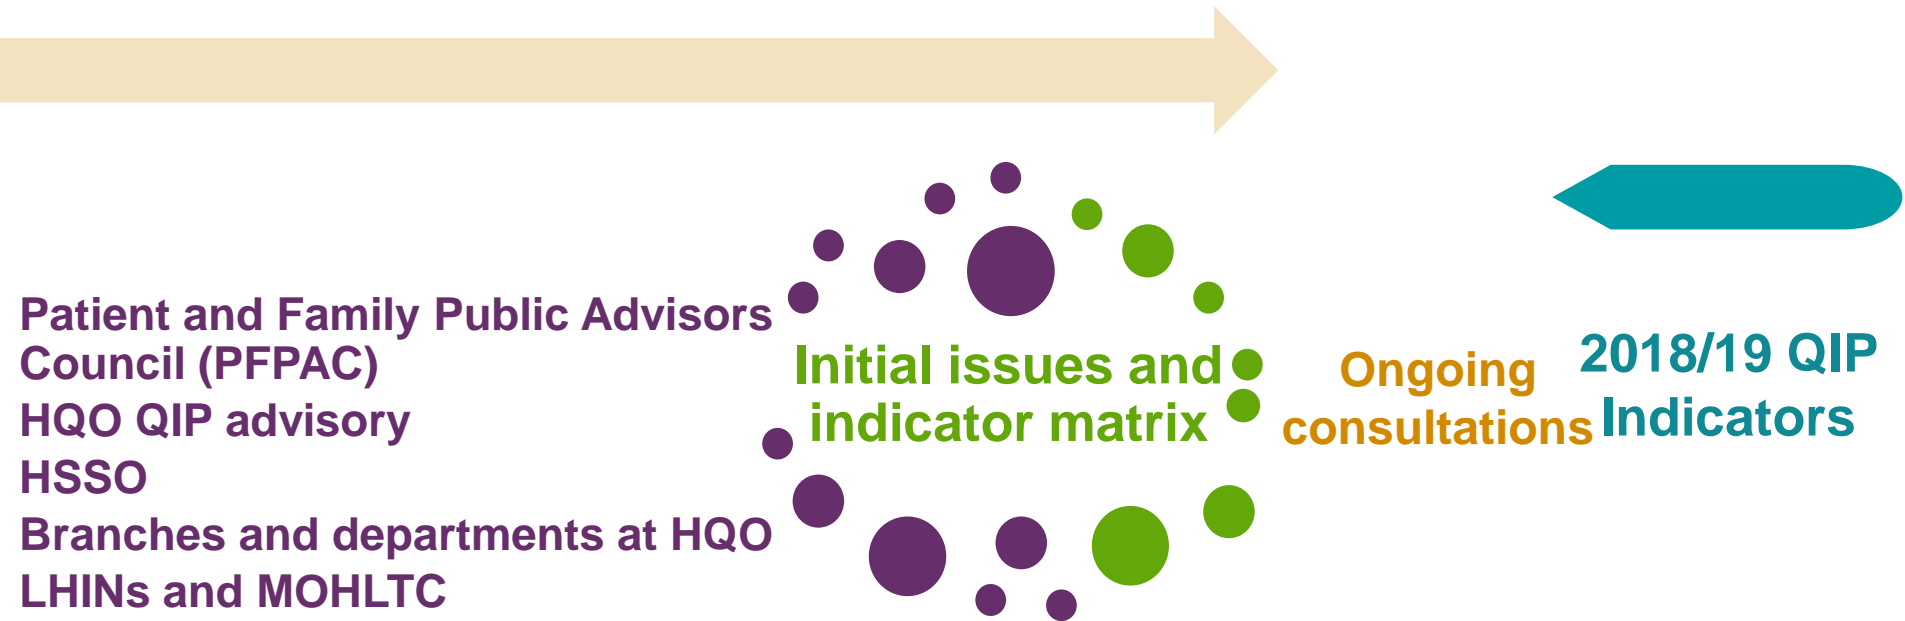 Patient and Family Public Advisors
Council (PFPAC)
HQO QIP advisory
HSSO
Branches and departments at HQO
LHINs and MOHLTC
Initial issues and
indicator matrix
Ongoing
consultations
2018/19 QIP
Indicators